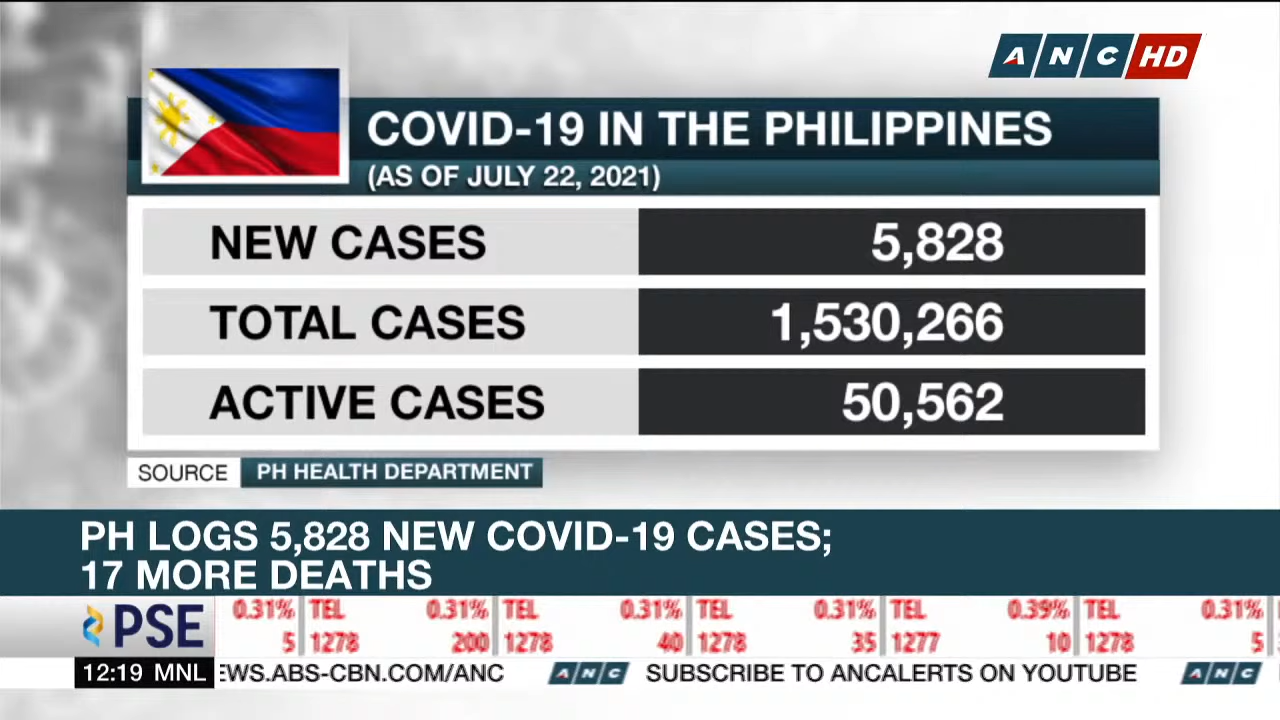 ANC HD
COVID-19 IN THE PHILIPPINES
(AS OF JULY 22, 2021)
NEW CASES 5,828
TOTAL CASES 1,530,266
ACTIVE CASES 50,562
SOURCE PH HEALTH DEPARTMENT
PH LOGS 5,828 NEW COVID-19 CASES;
17 MORE DEATHS
PSE
0.31% TEL 0.31% TEL 0.31% TEL 0.31% TEL 0.39% TEL 0.31%
5 1278 200 1278 40 1278 35 1277 10 1278 5
12:19 MNL EWS.ABS-CBN.COM/ANC ANC SUBSCRIBE TO ANCALERTS ON YOUTUBE ANC